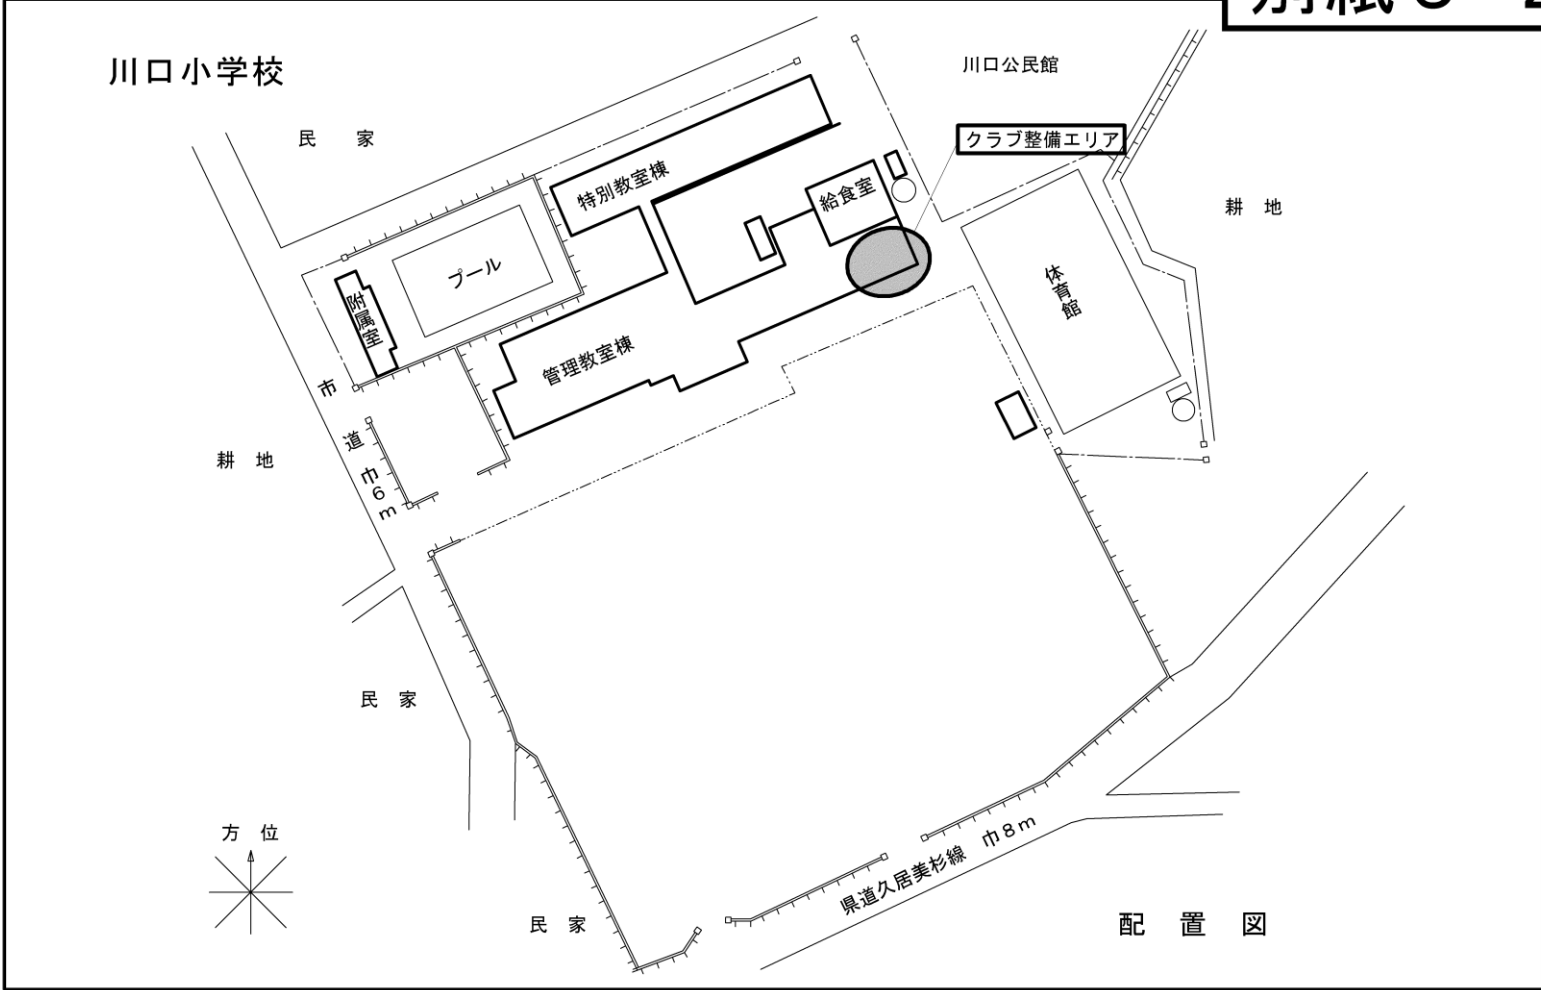 川口小学校
川口公民館
民 家
クラブ整備エリア
特別教室棟
給食室
耕 地
プール
体育館
附属室
管理教室棟
市道巾6m
耕 地
民 家
方 位
県道久居美杉線 巾8m
民 家
配 置 図